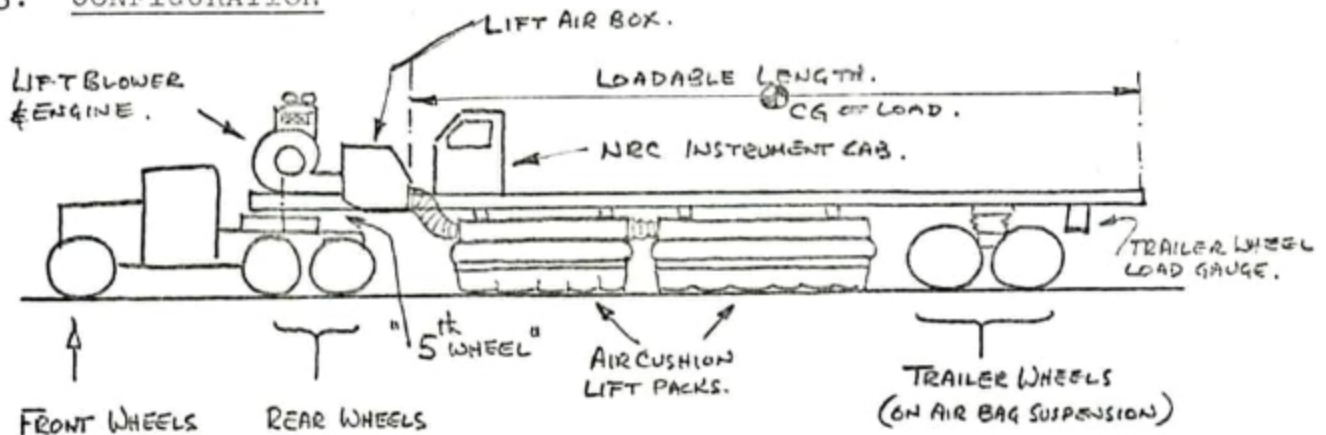 CONFIGURATION
LIFT AIR BOX.
LIFT BLOWER
& ENGINE.
LOADABLE LENGTH.
CG OF LOAD.
NRC INSTRUMENT CAB.
TRAILER WHEEL
LOAD GAUGE.
"5th WHEEL"
AIR CUSHION
LIFT PACKS.
TRAILER WHEELS
(ON AIR BAG SUSPENSION)
FRONT WHEELS
REAR WHEELS